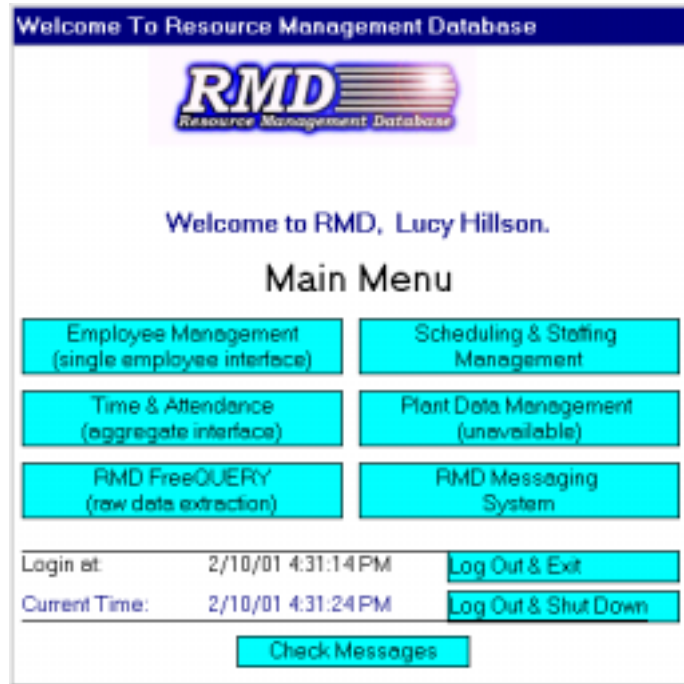 Welcome To Resource Management Database
RMD
Resource Management Database
Welcome to RMD, Lucy Hillson.
Main Menu
Employee Management
(single employee interface)
Scheduling & Staffing
Management
Time & Attendance
(aggregate interface)
Plant Data Management
(unavailable)
RMD FreeQUERY
(raw data extraction)
RMD Messaging
System
Login at: 2/10/01 4:31:14 PM Log Out & Exit
Current Time: 2/10/01 4:31:24 PM Log Out & Shut Down
Check Messages